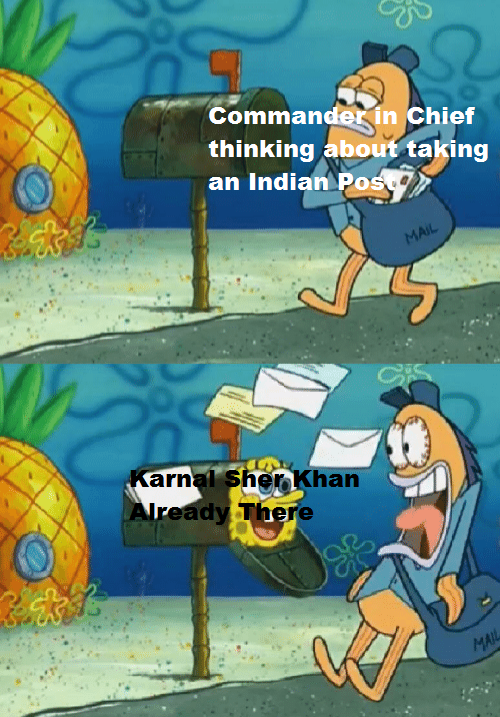 Commander in Chief
thinking about taking
an Indian Post
MAIL
Karnal Sher Khan
Already There
MAIL